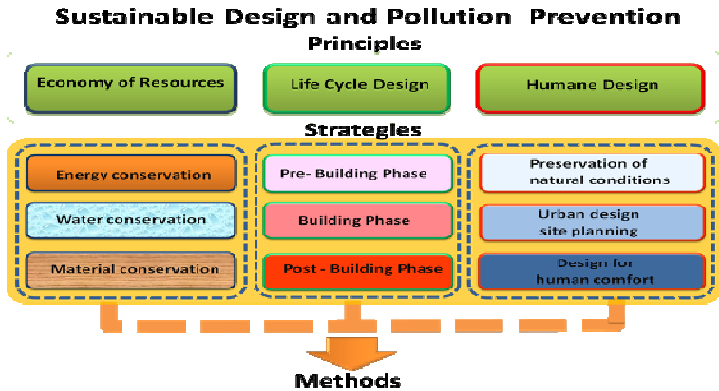 Sustainable Design and Pollution Prevention
Principles
Economy of Resources
Life Cycle Design
Humane Design
Strategles
Energy conservation
Water conservation
Material conservation
Pre- Building Phase
Building Phase
Post - Building Phase
Preservation of
natural conditions
Urban design
site planning
Design for
human comfort
Methods